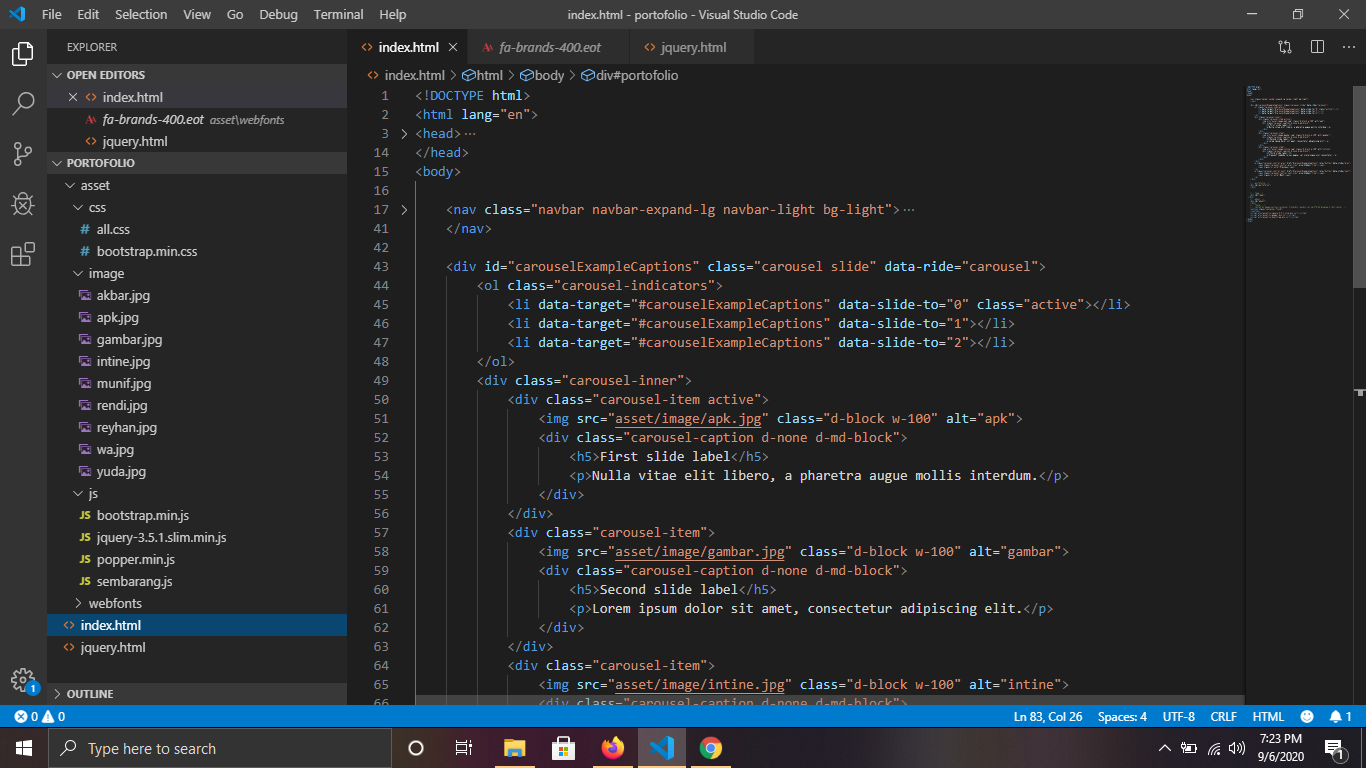 File Edit Selection View Go Debug Terminal Help index.html - portofolio - Visual Studio Code
EXPLORER
OPEN EDITORS
index.html
fa-brands-400.eot asset\webfonts
jquery.html
PORTOFOLIO
asset
css
# all.css
# bootstrap.min.css
image
akbar.jpg
apk.jpg
gambar.jpg
intine.jpg
munif.jpg
rendi.jpg
reyhan.jpg
wa.jpg
yuda.jpg
js
JS bootstrap.min.js
JS jquery-3.5.1.slim.min.js
JS popper.min.js
JS sembarang.js
webfonts
index.html
jquery.html
OUTLINE
1
index.html fa-brands-400.eot jquery.html
index.html > html > body > div#portofolio
1 <!DOCTYPE html>
2 <html lang="en">
3 <head>…
14 </head>
15 <body>
16
17 <nav class="navbar navbar-expand-lg navbar-light bg-light">…
41 </nav>
42
43 <div id="carouselExampleCaptions" class="carousel slide" data-ride="carousel">
44 <ol class="carousel-indicators">
45 <li data-target="#carouselExampleCaptions" data-slide-to="0" class="active"></li>
46 <li data-target="#carouselExampleCaptions" data-slide-to="1"></li>
47 <li data-target="#carouselExampleCaptions" data-slide-to="2"></li>
48 </ol>
49 <div class="carousel-inner">
50 <div class="carousel-item active">
51 <img src="asset/image/apk.jpg" class="d-block w-100" alt="apk">
52 <div class="carousel-caption d-none d-md-block">
53 <h5>First slide label</h5>
54 <p>Nulla vitae elit libero, a pharetra augue mollis interdum.</p>
55 </div>
56 </div>
57 <div class="carousel-item">
58 <img src="asset/image/gambar.jpg" class="d-block w-100" alt="gambar">
59 <div class="carousel-caption d-none d-md-block">
60 <h5>Second slide label</h5>
61 <p>Lorem ipsum dolor sit amet, consectetur adipiscing elit.</p>
62 </div>
63 </div>
64 <div class="carousel-item">
65 <img src="asset/image/intine.jpg" class="d-block w-100" alt="intine">
66 <div class="carousel-caption d-none d-md-block">
0 0 Ln 83, Col 26 Spaces: 4 UTF-8 CRLF HTML 1
Type here to search
7:23 PM
9/6/2020
1